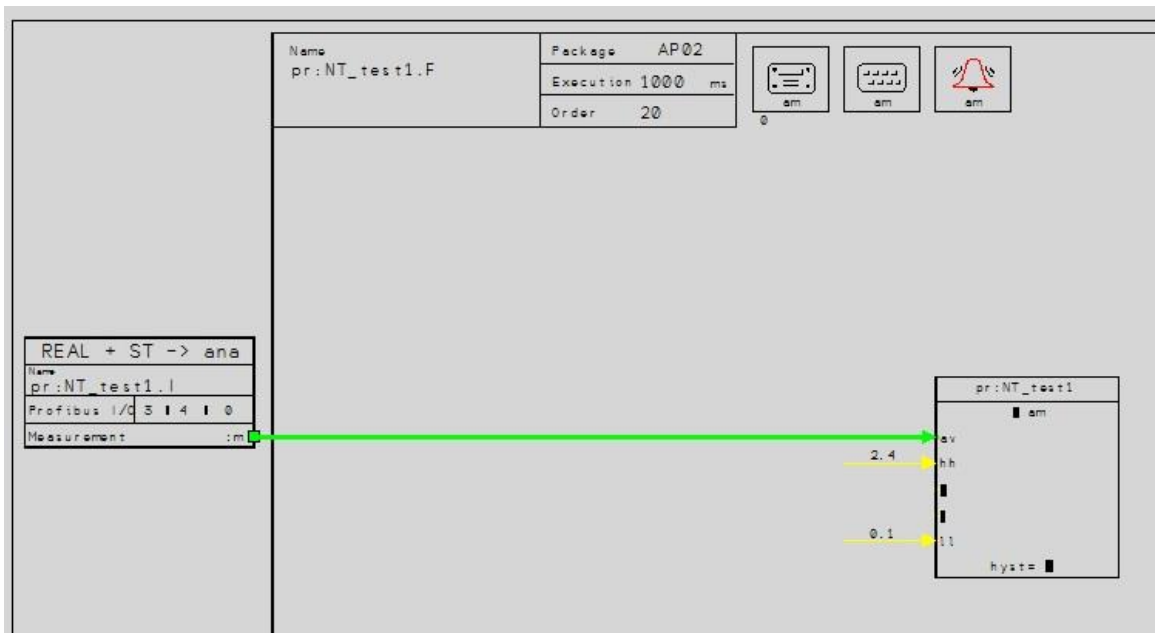 Name
pr:NT_test1.F
Package AP02
Execution 1000 ms
Order 20
am
am
am
0
REAL + ST -> ana
Name
pr:NT_test1.I
Profibus I/O 3 4 0
Measurement :m
pr:NT_test1
am
av
2.4
hh
0.1
ll
hyst=